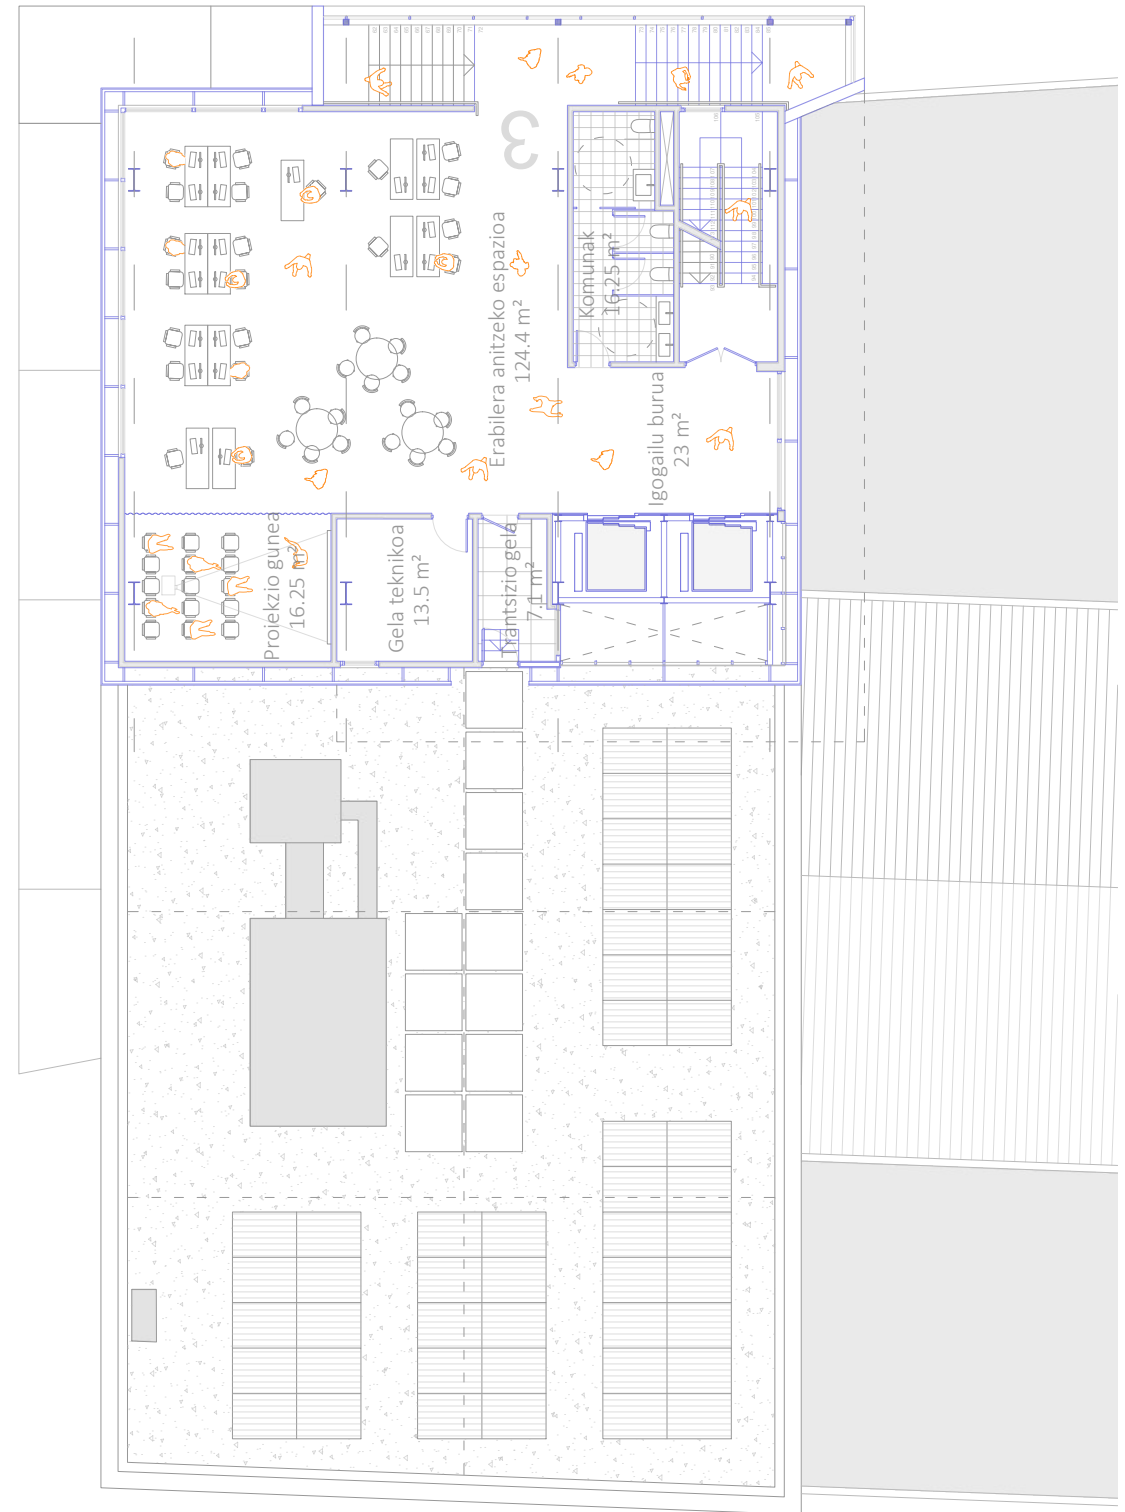 3
Erabilera anitzeko espazioa
124.4 m²
Komunak
16.25 m²
Igogailu burua
23 m²
Proiekzio gunea
16.25 m²
Gela teknikoa
13.5 m²
Trantsizio gela
7.1 m²